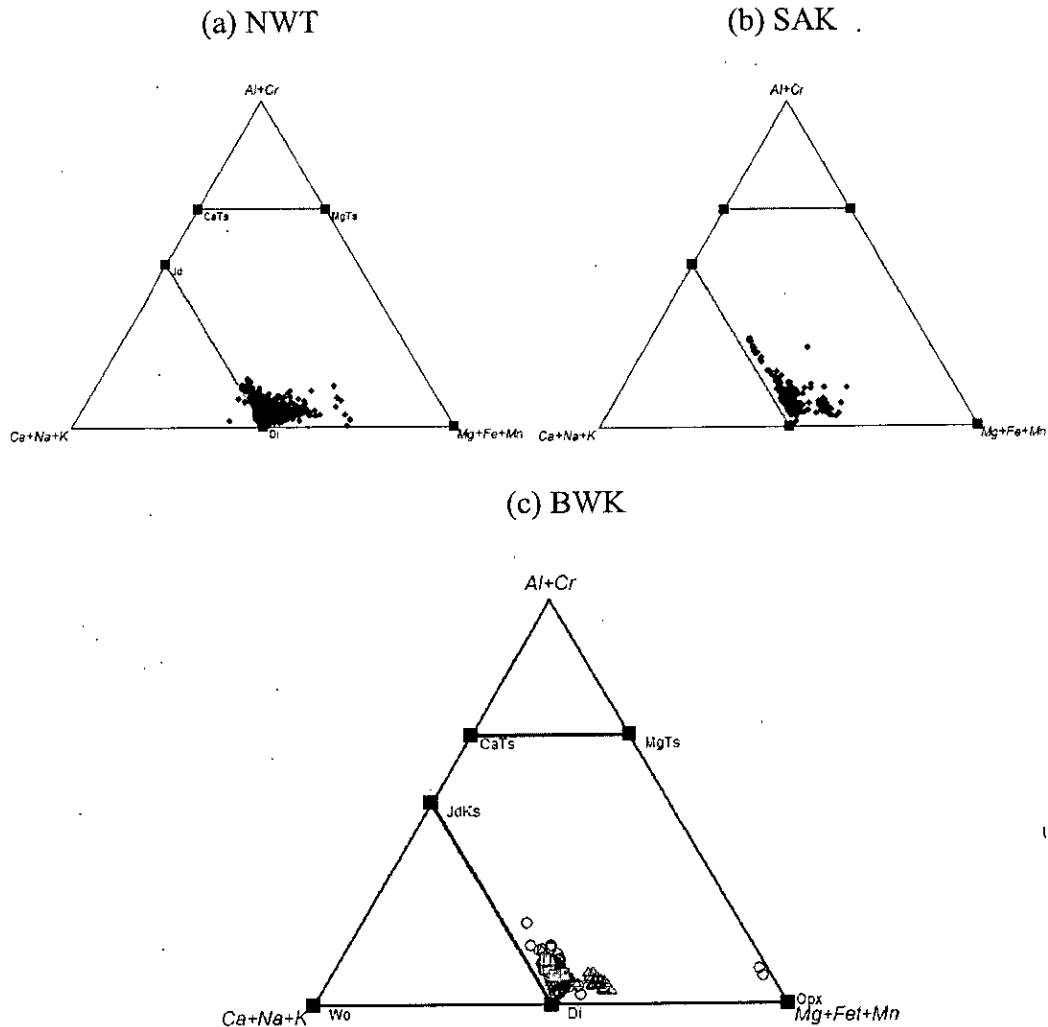 (a) NWT
(b) SAK
Al+Cr
Al+Cr
CaTs
MgTs
Jd
Ca+Na+K
Di
Mg+Fe+Mn
Ca+Na+K
Mg+Fe+Mn
(c) BWK
Al+Cr
CaTs
MgTs
JdKs
Ca+Na+K
Wo
Di
Opx
Mg+Fet+Mn